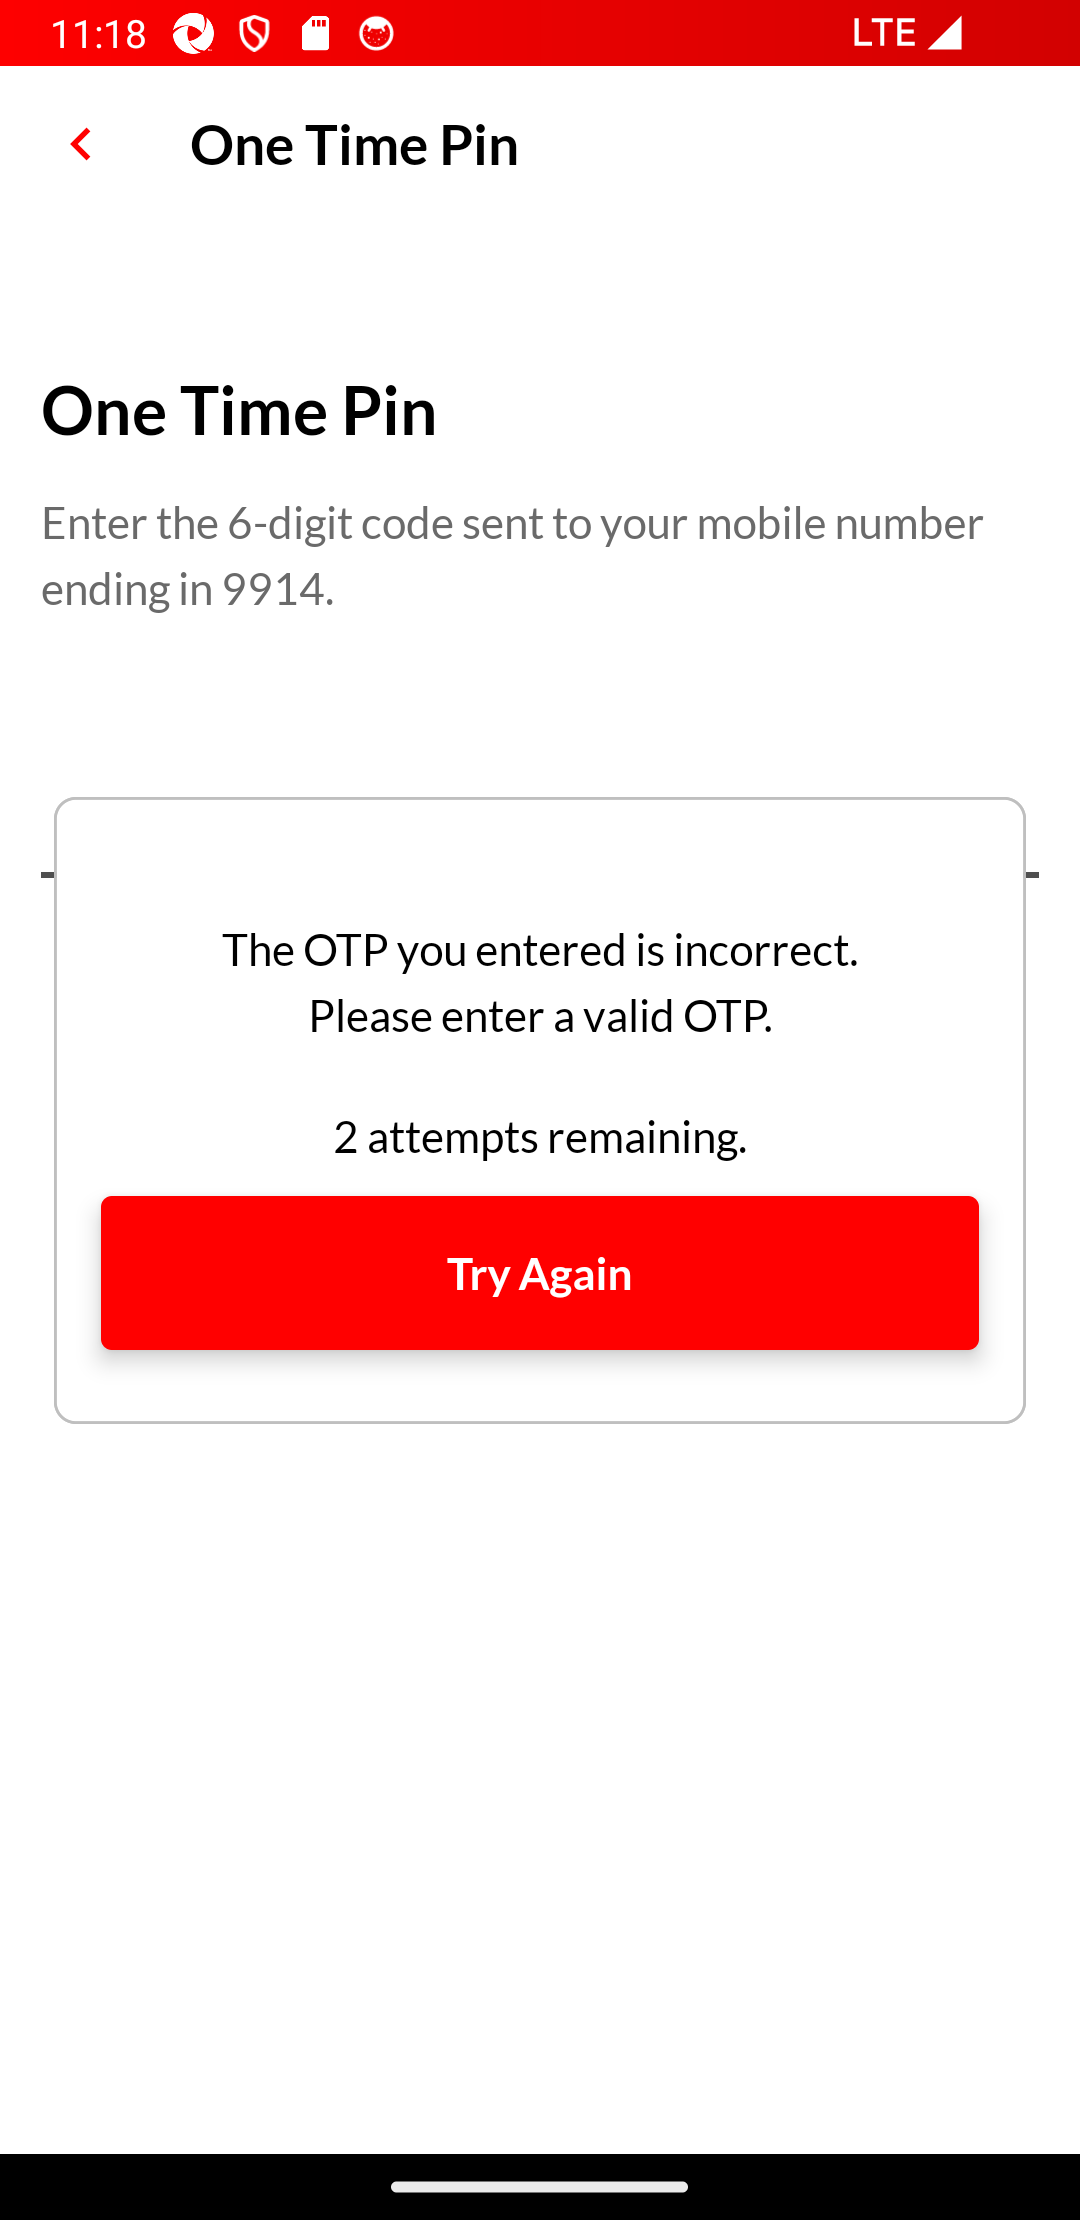 11:18
LTE
One Time Pin
One Time Pin
Enter the 6-digit code sent to your mobile number
ending in 9914.
The OTP you entered is incorrect.
Please enter a valid OTP.
2 attempts remaining.
Try Again